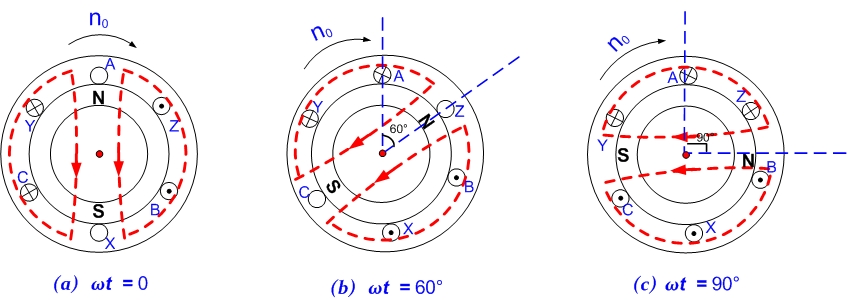 n₀
A
N
Y
Z
C
B
S
X
(a) ωt = 0
n₀
A
Y
Z
N
60°
S
C
B
X
(b) ωt = 60°
n₀
A
Z
Y
90°
S
N
B
C
X
(c) ωt = 90°